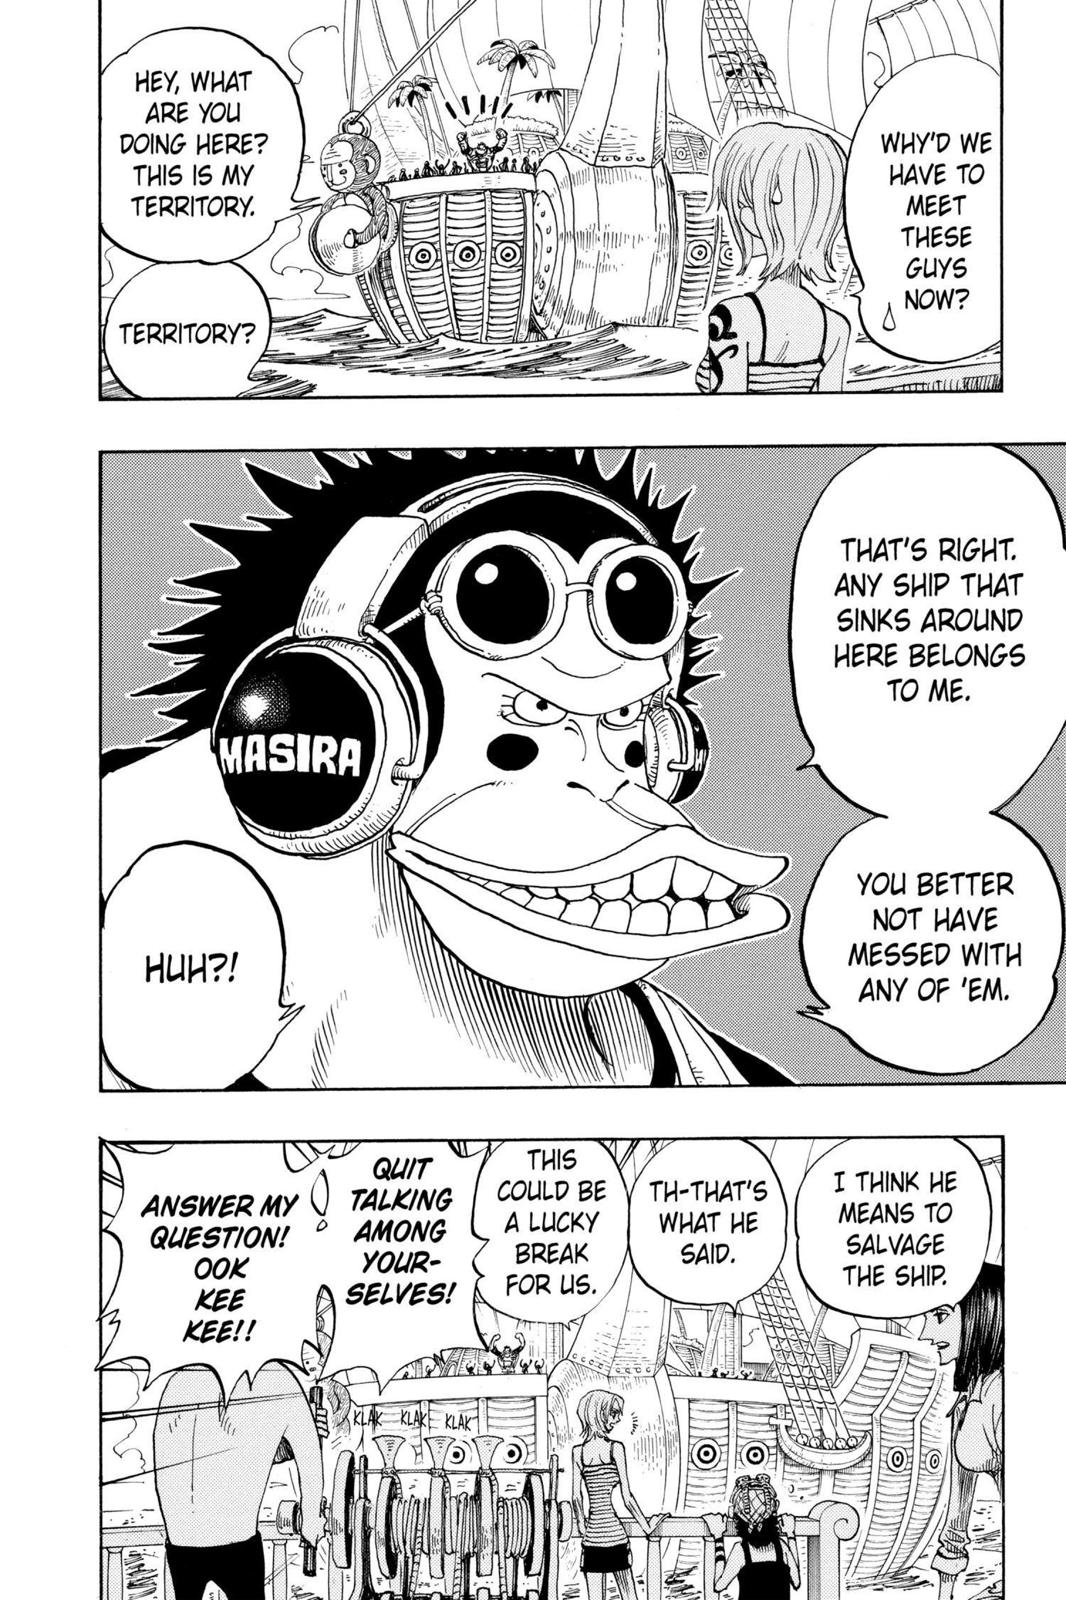 WHY'D WE
HAVE TO
MEET
THESE
GUYS
NOW?
HEY, WHAT
ARE YOU
DOING HERE?
THIS IS MY
TERRITORY.
TERRITORY?
THAT'S RIGHT.
ANY SHIP THAT
SINKS AROUND
HERE BELONGS
TO ME.
YOU BETTER
NOT HAVE
MESSED WITH
ANY OF 'EM.
MASIRA
M
HUH?!
I THINK HE
MEANS TO
SALVAGE
THE SHIP.
TH-THAT'S
WHAT HE
SAID.
THIS
COULD BE
A LUCKY
BREAK
FOR US.
QUIT
TALKING
AMONG
YOUR-
SELVES!
ANSWER MY
QUESTION!
OOK
KEE
KEE!!
KLAK KLAK KLAK